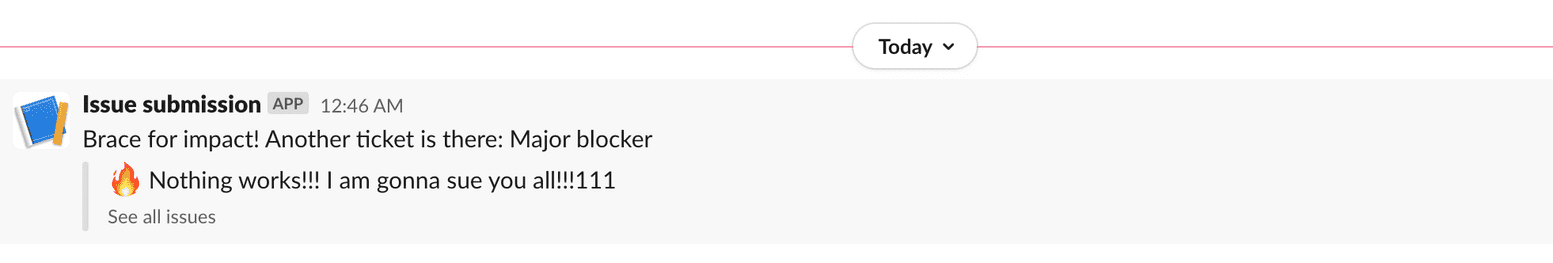 Today
Issue submission APP 12:46 AM
Brace for impact! Another ticket is there: Major blocker
🔥 Nothing works!!! I am gonna sue you all!!!111
See all issues